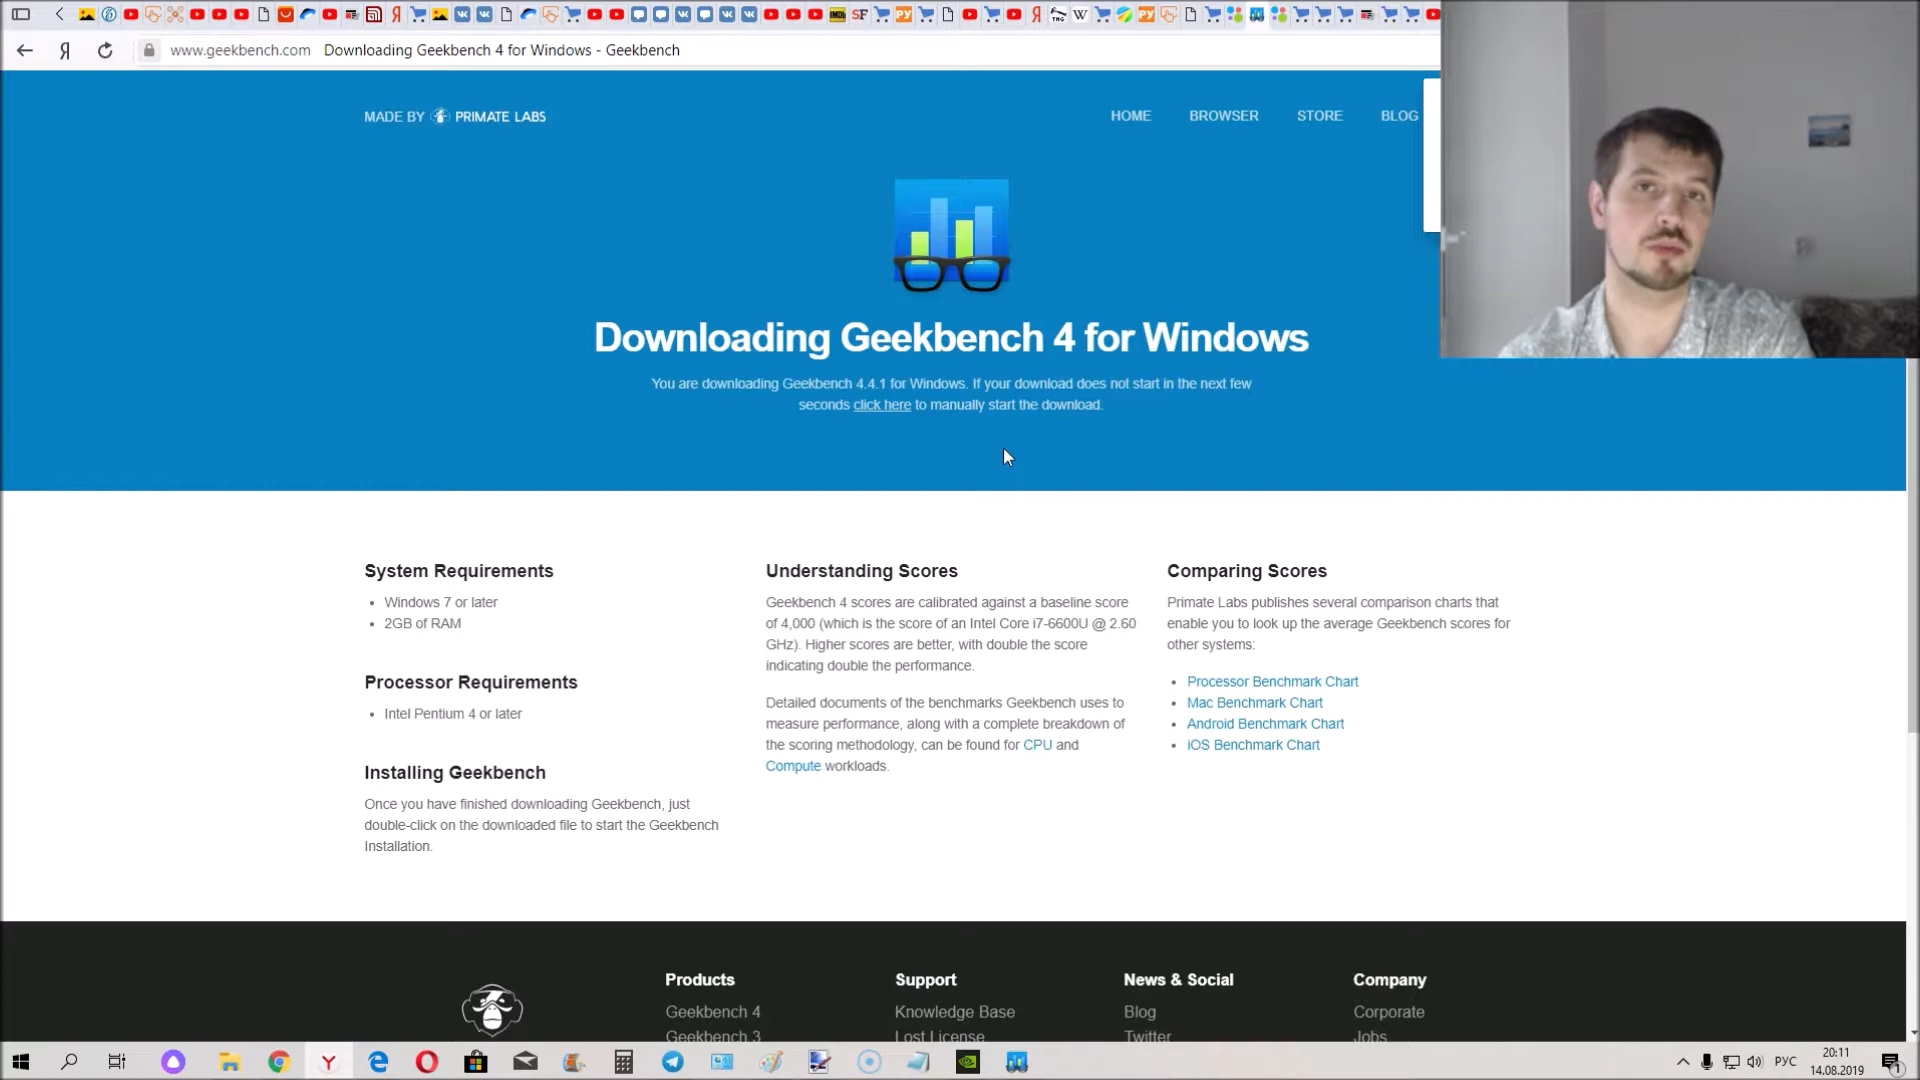 www.geekbench.com Downloading Geekbench 4 for Windows - Geekbench
MADE BY PRIMATE LABS
HOME BROWSER STORE BLOG
Downloading Geekbench 4 for Windows
You are downloading Geekbench 4.4.1 for Windows. If your download does not start in the next few
seconds click here to manually start the download.
System Requirements
Windows 7 or later
2GB of RAM
Processor Requirements
Intel Pentium 4 or later
Installing Geekbench
Once you have finished downloading Geekbench, just
double-click on the downloaded file to start the Geekbench
Installation.
Understanding Scores
Geekbench 4 scores are calibrated against a baseline score
of 4,000 (which is the score of an Intel Core i7-6600U @ 2.60
GHz). Higher scores are better, with double the score
indicating double the performance.
Detailed documents of the benchmarks Geekbench uses to
measure performance, along with a complete breakdown of
the scoring methodology, can be found for CPU and
Compute workloads.
Comparing Scores
Primate Labs publishes several comparison charts that
enable you to look up the average Geekbench scores for
other systems:
Processor Benchmark Chart
Mac Benchmark Chart
Android Benchmark Chart
iOS Benchmark Chart
Products
Geekbench 4
Geekbench 3
Support
Knowledge Base
Lost License
News & Social
Blog
Twitter
Company
Corporate
Jobs
РУС
20:11
14.08.2019